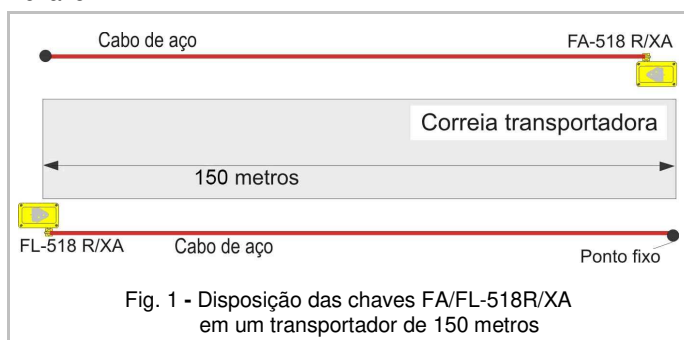 Cabo de aço
FA-518 R/XA
Correia transportadora
150 metros
FL-518 R/XA
Cabo de aço
Ponto fixo
Fig. 1 - Disposição das chaves FA/FL-518R/XA
em um transportador de 150 metros